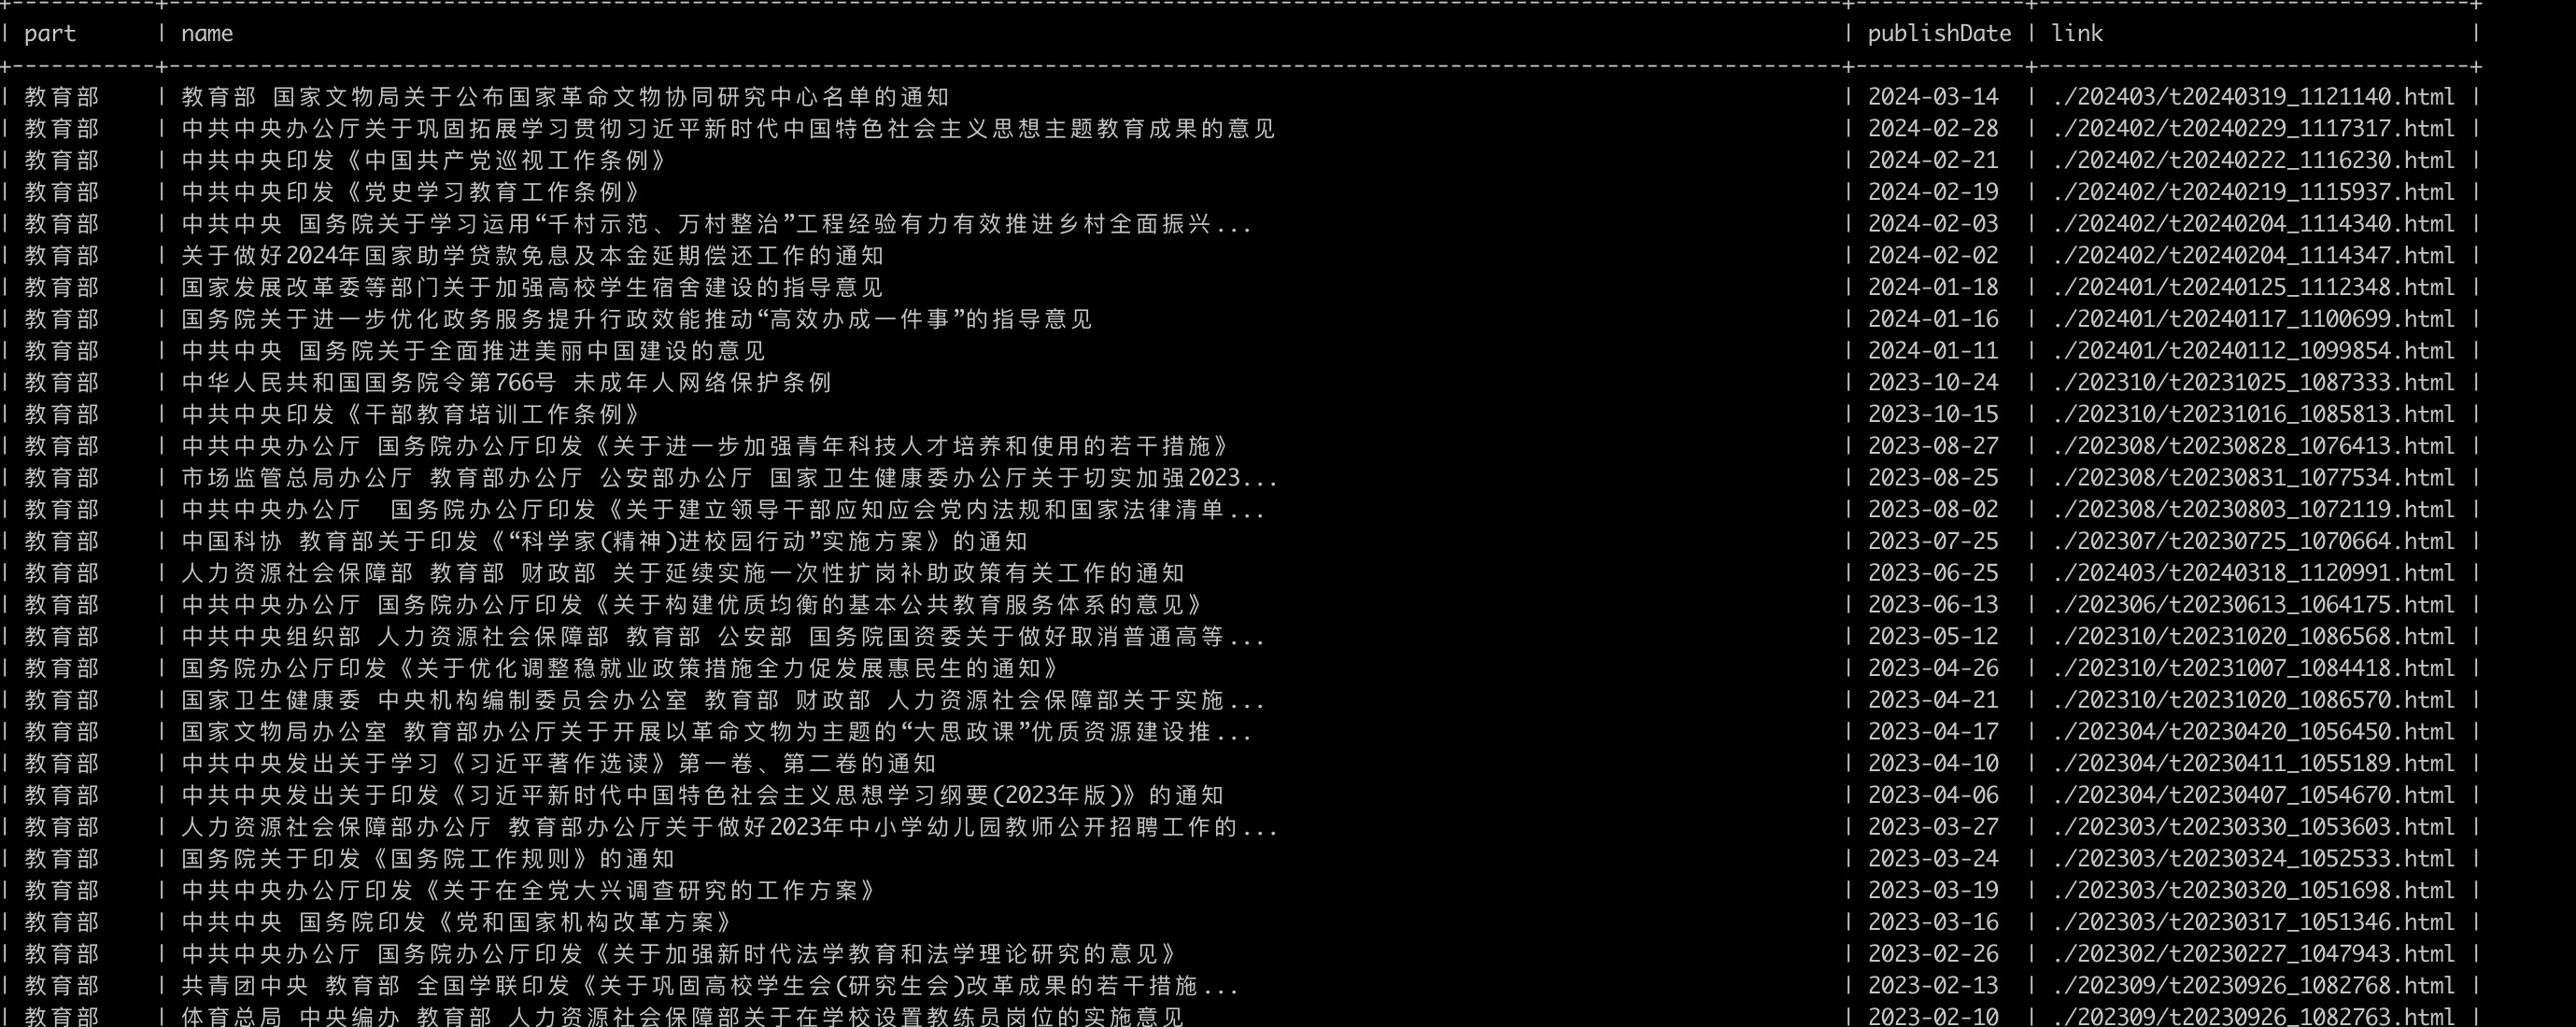 part | name | publishDate | link
教育部 | 教育部 国家文物局关于公布国家革命文物协同研究中心名单的通知 | 2024-03-14 | ./202403/t20240319_1121140.html
教育部 | 中共中央办公厅关于巩固拓展学习贯彻习近平新时代中国特色社会主义思想主题教育成果的意见 | 2024-02-28 | ./202402/t20240229_1117317.html
教育部 | 中共中央印发《中国共产党巡视工作条例》 | 2024-02-21 | ./202402/t20240222_1116230.html
教育部 | 中共中央印发《党史学习教育工作条例》 | 2024-02-19 | ./202402/t20240219_1115937.html
教育部 | 中共中央 国务院关于学习运用“千村示范、万村整治”工程经验有力有效推进乡村全面振兴... | 2024-02-03 | ./202402/t20240204_1114340.html
教育部 | 关于做好2024年国家助学贷款免息及本金延期偿还工作的通知 | 2024-02-02 | ./202402/t20240204_1114347.html
教育部 | 国家发展改革委等部门关于加强高校学生宿舍建设的指导意见 | 2024-01-18 | ./202401/t20240125_1112348.html
教育部 | 国务院关于进一步优化政务服务提升行政效能推动“高效办成一件事”的指导意见 | 2024-01-16 | ./202401/t20240117_1100699.html
教育部 | 中共中央 国务院关于全面推进美丽中国建设的意见 | 2024-01-11 | ./202401/t20240112_1099854.html
教育部 | 中华人民共和国国务院令第766号 未成年人网络保护条例 | 2023-10-24 | ./202310/t20231025_1087333.html
教育部 | 中共中央印发《干部教育培训工作条例》 | 2023-10-15 | ./202310/t20231016_1085813.html
教育部 | 中共中央办公厅 国务院办公厅印发《关于进一步加强青年科技人才培养和使用的若干措施》 | 2023-08-27 | ./202308/t20230828_1076413.html
教育部 | 市场监管总局办公厅 教育部办公厅 公安部办公厅 国家卫生健康委办公厅关于切实加强2023... | 2023-08-25 | ./202308/t20230831_1077534.html
教育部 | 中共中央办公厅  国务院办公厅印发《关于建立领导干部应知应会党内法规和国家法律清单... | 2023-08-02 | ./202308/t20230803_1072119.html
教育部 | 中国科协 教育部关于印发《“科学家(精神)进校园行动”实施方案》的通知 | 2023-07-25 | ./202307/t20230725_1070664.html
教育部 | 人力资源社会保障部 教育部 财政部 关于延续实施一次性扩岗补助政策有关工作的通知 | 2023-06-25 | ./202403/t20240318_1120991.html
教育部 | 中共中央办公厅 国务院办公厅印发《关于构建优质均衡的基本公共教育服务体系的意见》 | 2023-06-13 | ./202306/t20230613_1064175.html
教育部 | 中共中央组织部 人力资源社会保障部 教育部 公安部 国务院国资委关于做好取消普通高等... | 2023-05-12 | ./202310/t20231020_1086568.html
教育部 | 国务院办公厅印发《关于优化调整稳就业政策措施全力促发展惠民生的通知》 | 2023-04-26 | ./202310/t20231007_1084418.html
教育部 | 国家卫生健康委 中央机构编制委员会办公室 教育部 财政部 人力资源社会保障部关于实施... | 2023-04-21 | ./202310/t20231020_1086570.html
教育部 | 国家文物局办公室 教育部办公厅关于开展以革命文物为主题的“大思政课”优质资源建设推... | 2023-04-17 | ./202304/t20230420_1056450.html
教育部 | 中共中央发出关于学习《习近平著作选读》第一卷、第二卷的通知 | 2023-04-10 | ./202304/t20230411_1055189.html
教育部 | 中共中央发出关于印发《习近平新时代中国特色社会主义思想学习纲要(2023年版)》的通知 | 2023-04-06 | ./202304/t20230407_1054670.html
教育部 | 人力资源社会保障部办公厅 教育部办公厅关于做好2023年中小学幼儿园教师公开招聘工作的... | 2023-03-27 | ./202303/t20230330_1053603.html
教育部 | 国务院关于印发《国务院工作规则》的通知 | 2023-03-24 | ./202303/t20230324_1052533.html
教育部 | 中共中央办公厅印发《关于在全党大兴调查研究的工作方案》 | 2023-03-19 | ./202303/t20230320_1051698.html
教育部 | 中共中央 国务院印发《党和国家机构改革方案》 | 2023-03-16 | ./202303/t20230317_1051346.html
教育部 | 中共中央办公厅 国务院办公厅印发《关于加强新时代法学教育和法学理论研究的意见》 | 2023-02-26 | ./202302/t20230227_1047943.html
教育部 | 共青团中央 教育部 全国学联印发《关于巩固高校学生会(研究生会)改革成果的若干措施... | 2023-02-13 | ./202309/t20230926_1082768.html
教育部 | 体育总局 中央编办 教育部 人力资源社会保障部关于在学校设置教练员岗位的实施意见 | 2023-02-10 | ./202309/t20230926_1082763.html